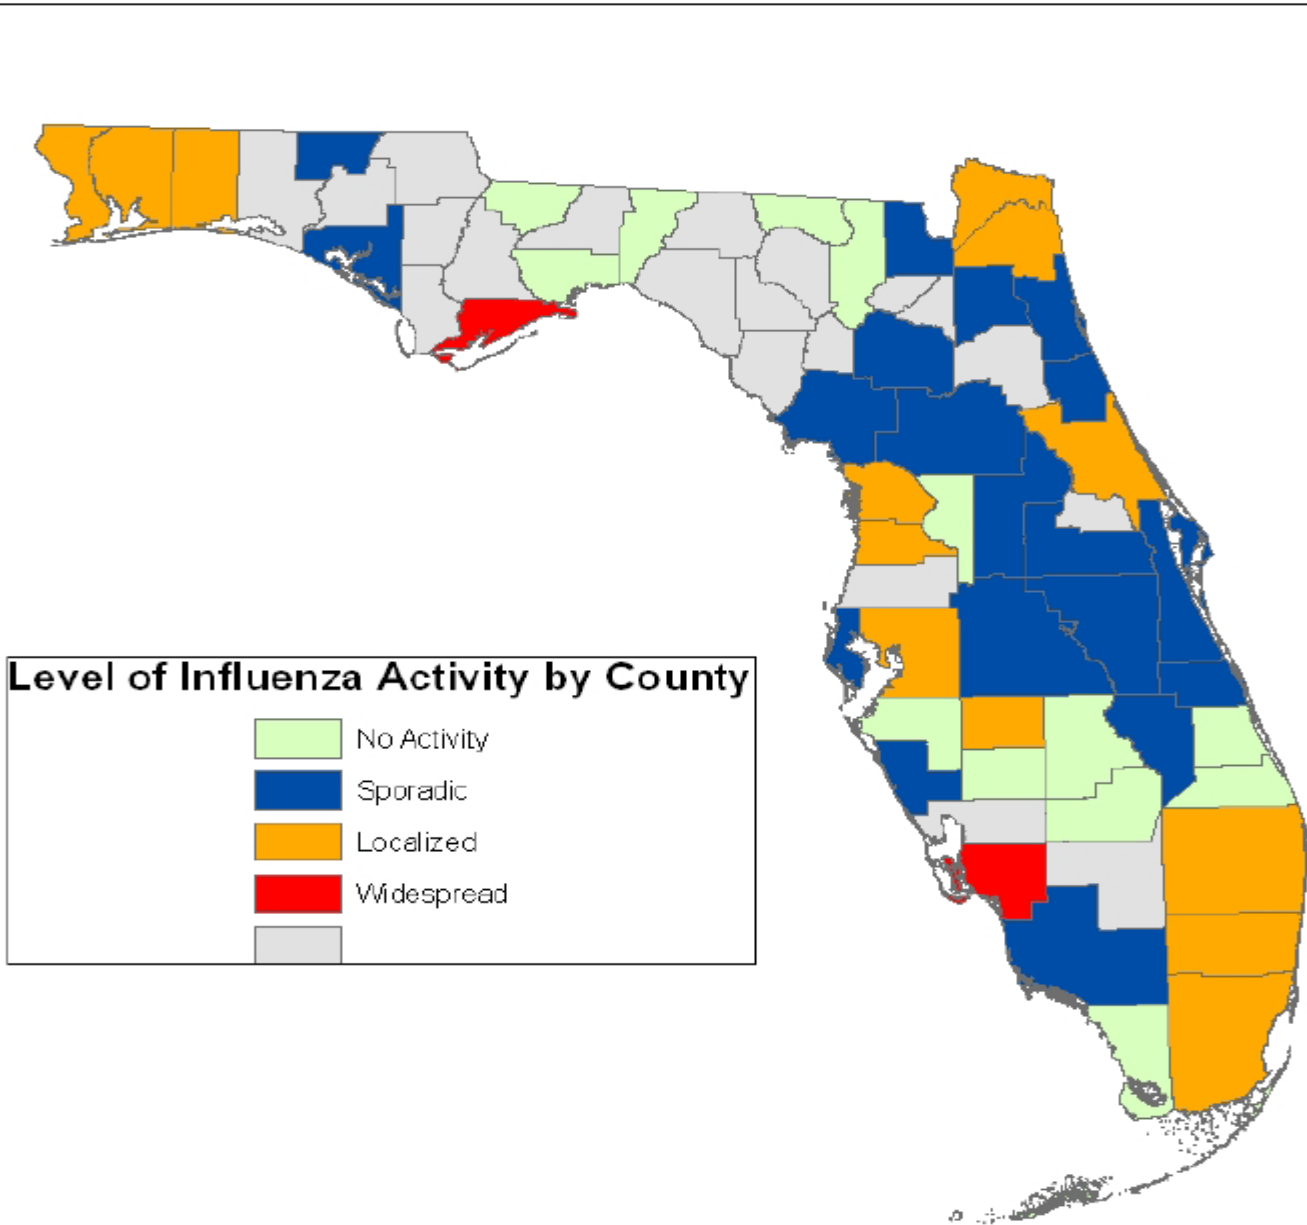 Level of Influenza Activity by County
No Activity
Sporadic
Localized
Widespread